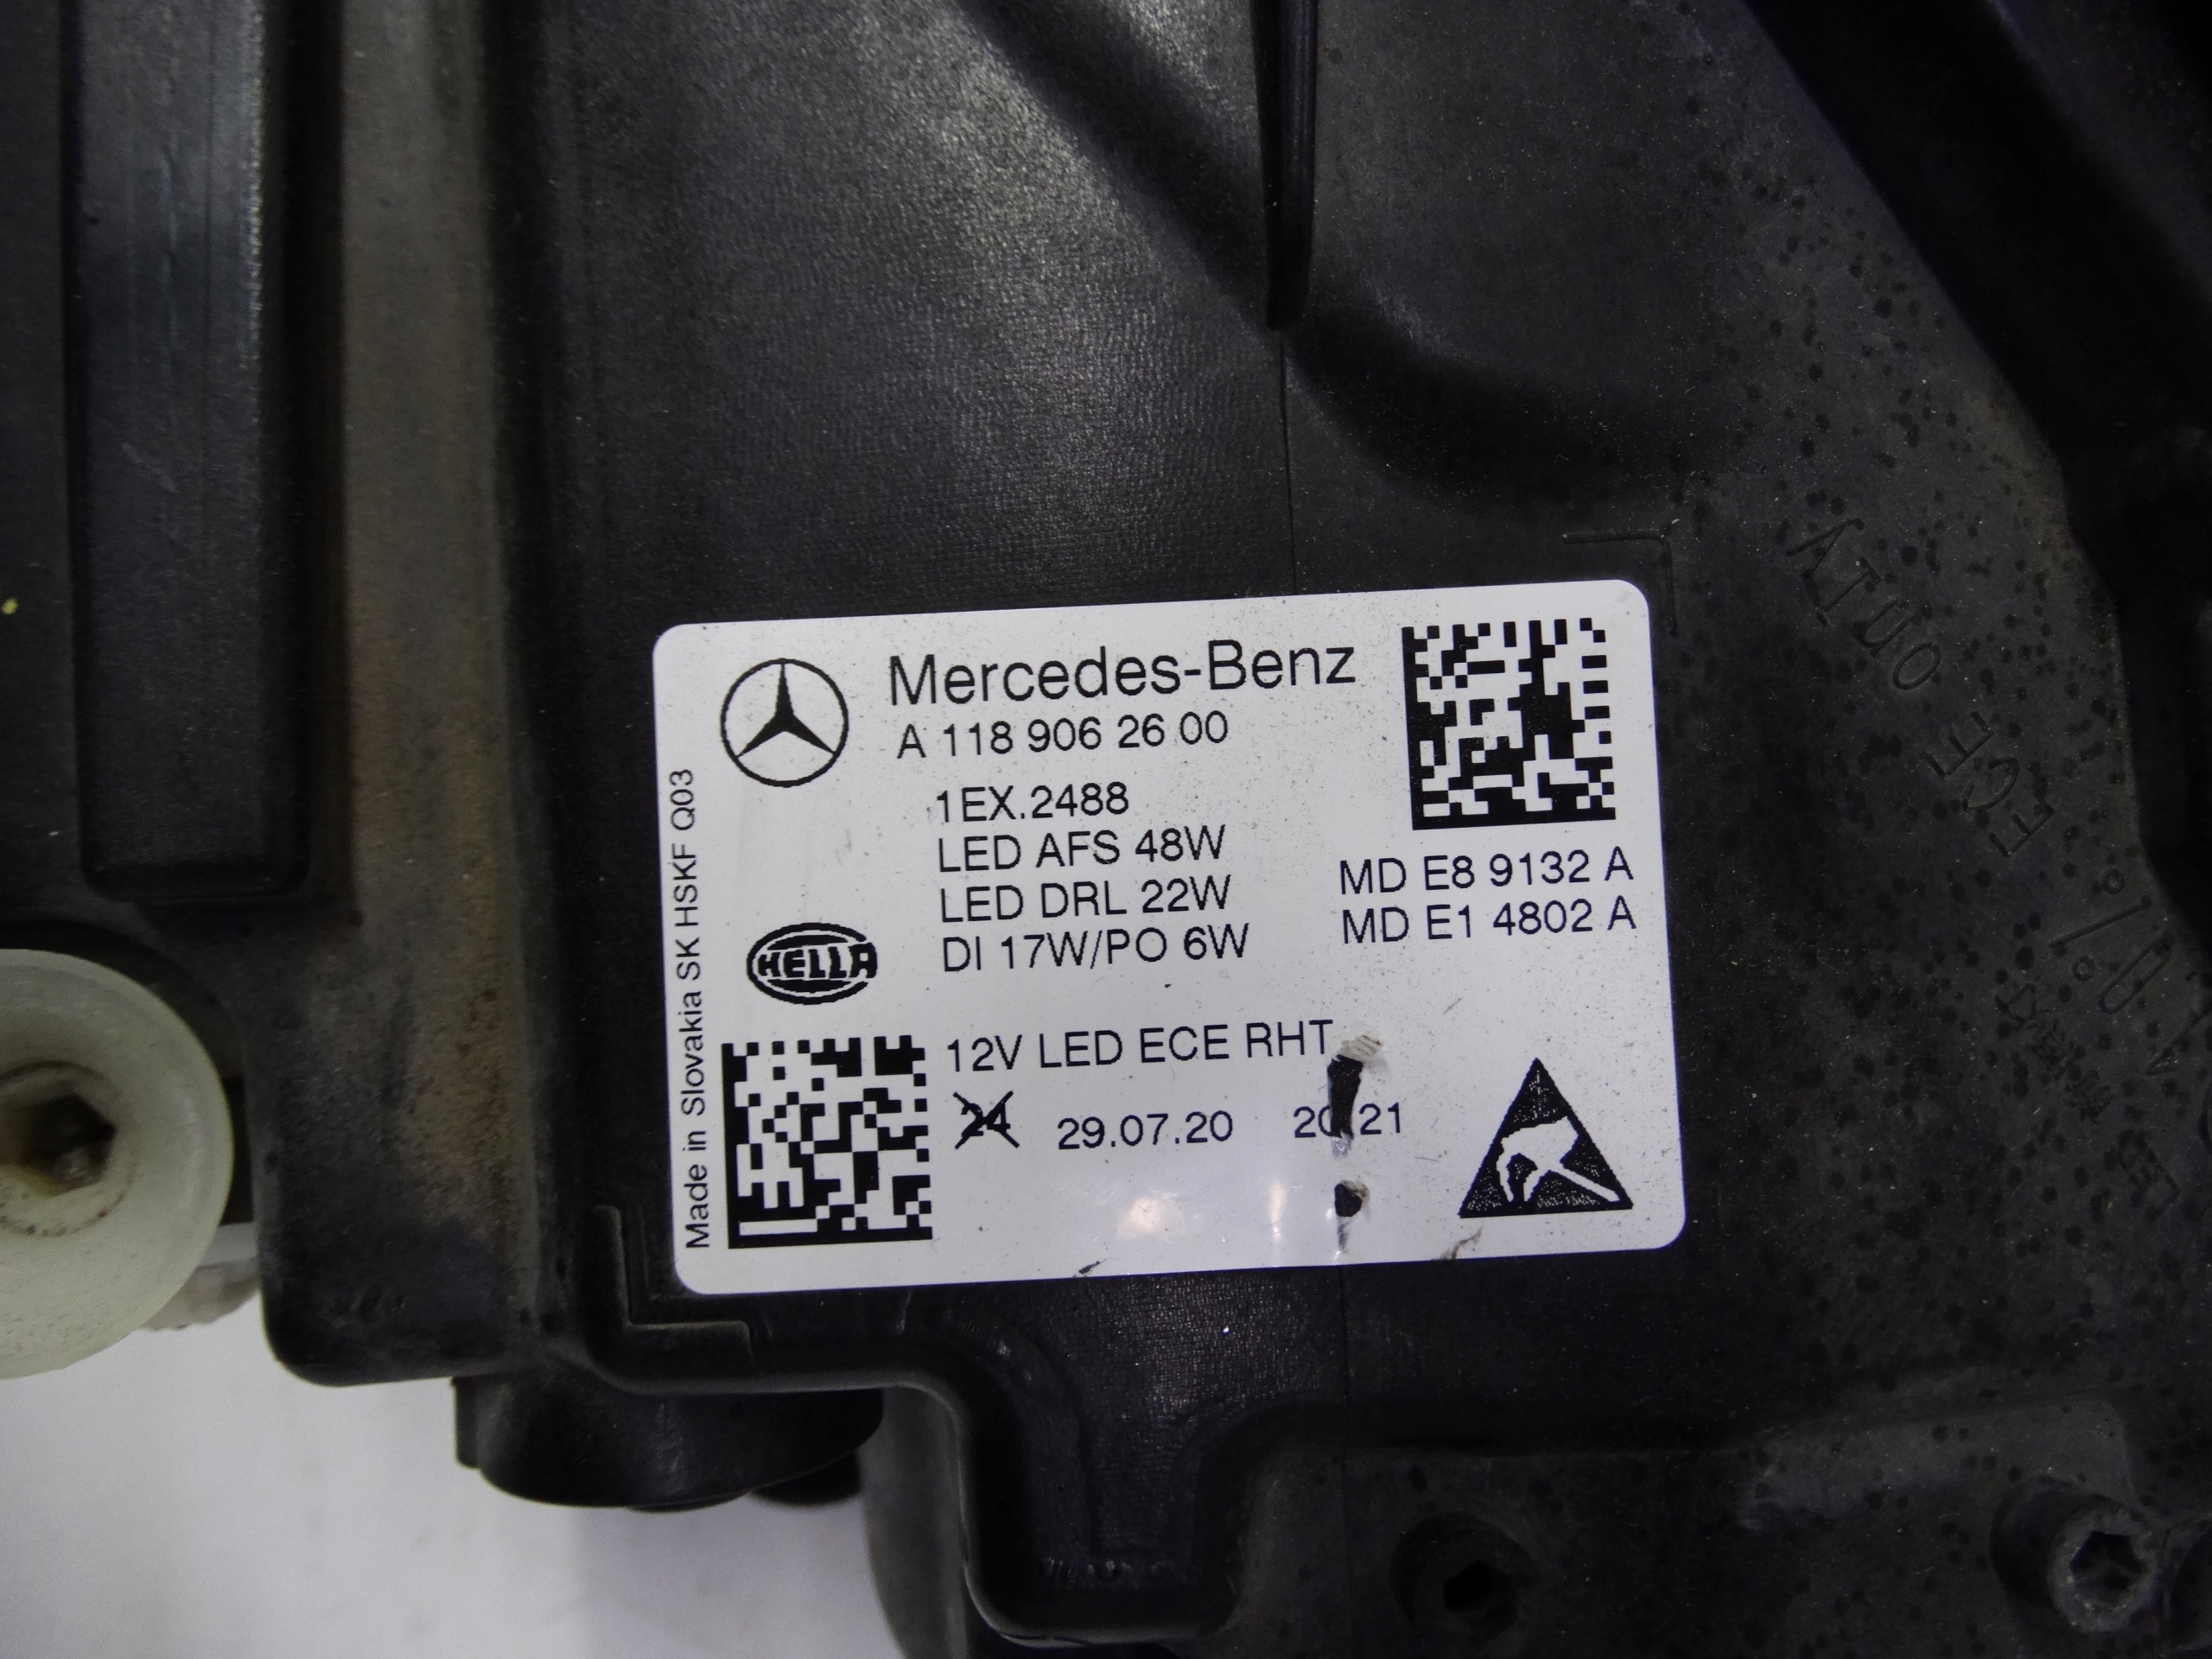 Mercedes-Benz
A 118 906 26 00
1EX.2488
LED AFS 48W
LED DRL 22W
DI 17W/PO 6W
MD E8 9132 A
MD E1 4802 A
HELLA
12V LED ECE RHT
24 29.07.20
Made in Slovakia SK HSKF Q03
ONLY